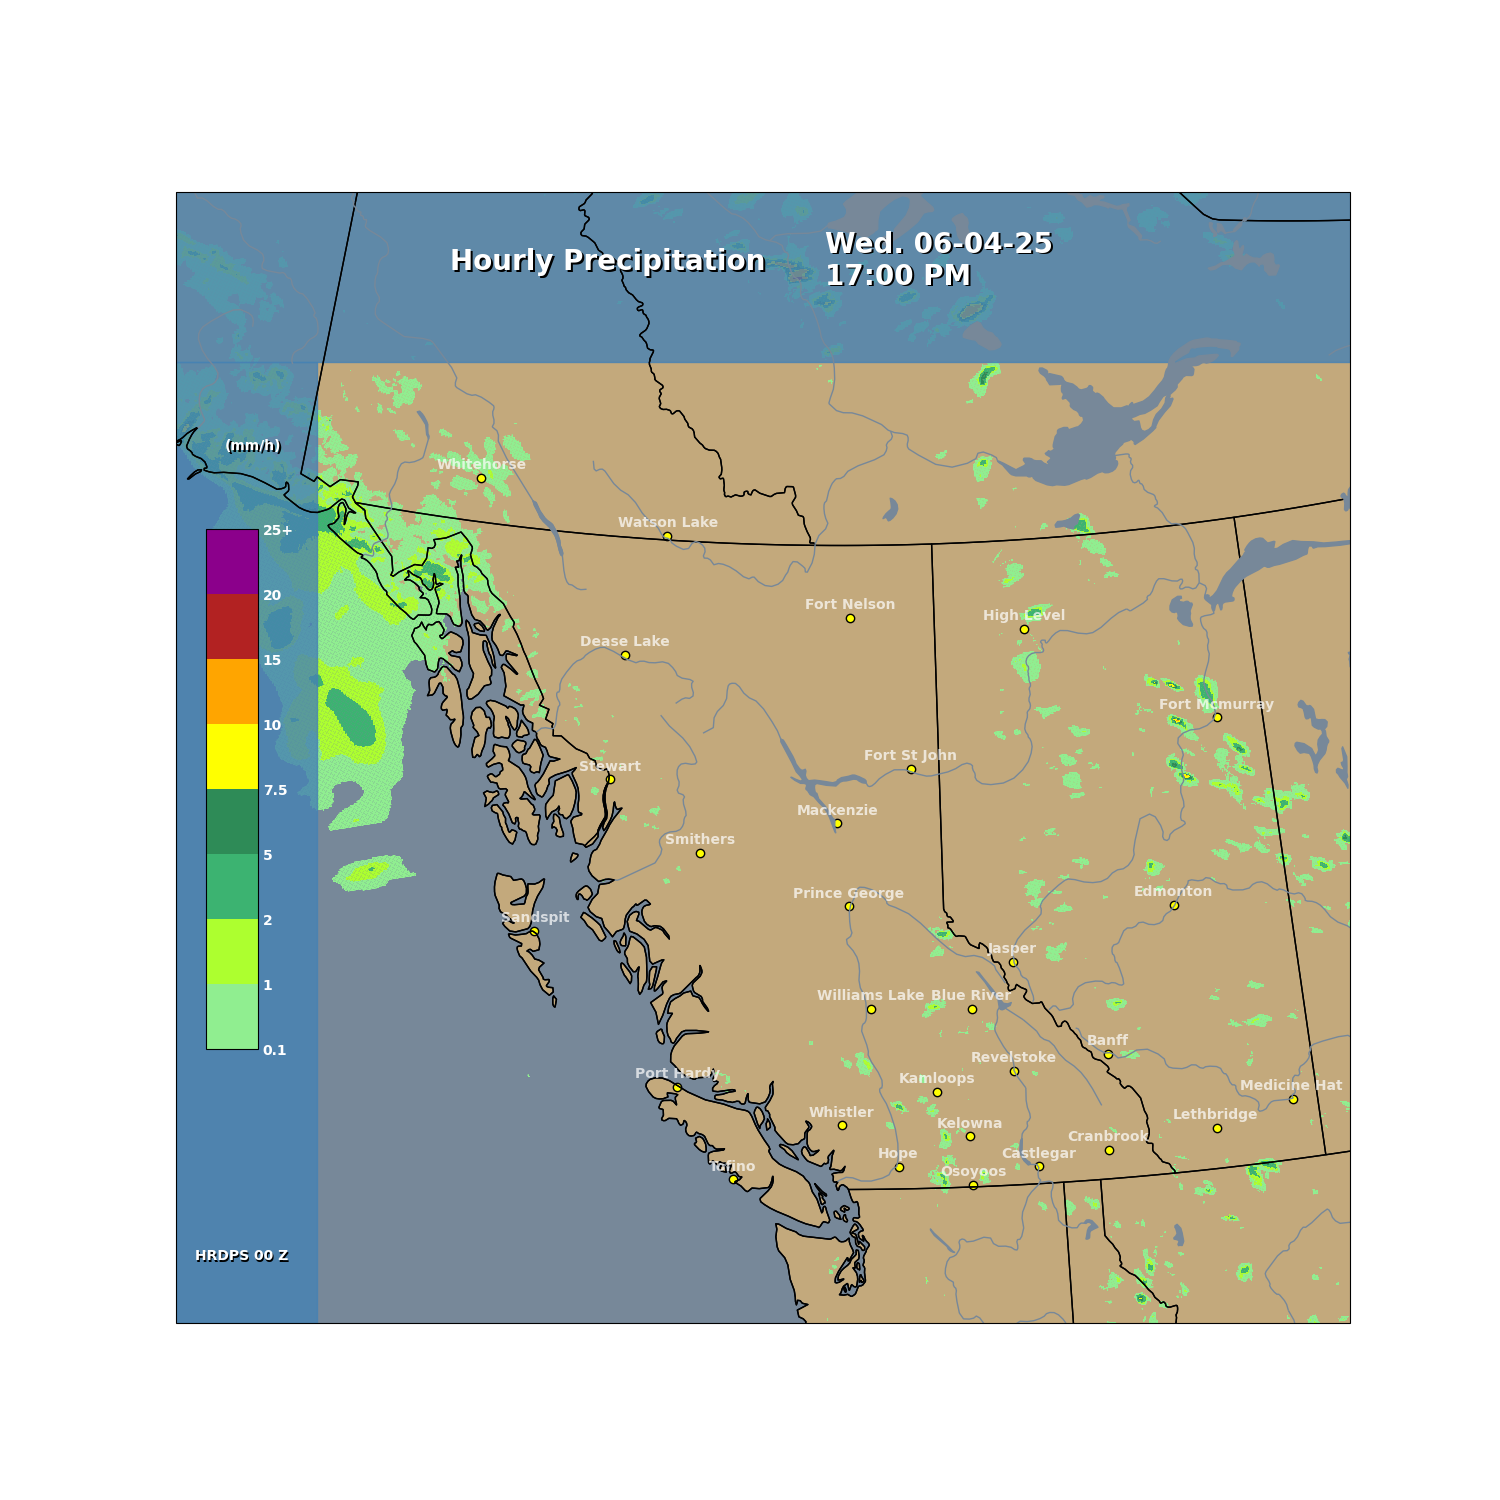 Hourly Precipitation
Wed. 06-04-25
17:00 PM
(mm/h)
25+
20
15
10
7.5
5
2
1
0.1
Whitehorse
Watson Lake
Fort Nelson
High Level
Dease Lake
Fort Mcmurray
Fort St John
Stewart
Mackenzie
Smithers
Prince George
Edmonton
Sandspit
Jasper
Williams Lake
Blue River
Banff
Revelstoke
Port Hardy
Kamloops
Medicine Hat
Whistler
Kelowna
Lethbridge
Cranbrook
Hope
Castlegar
Tofino
Osoyoos
HRDPS 00 Z